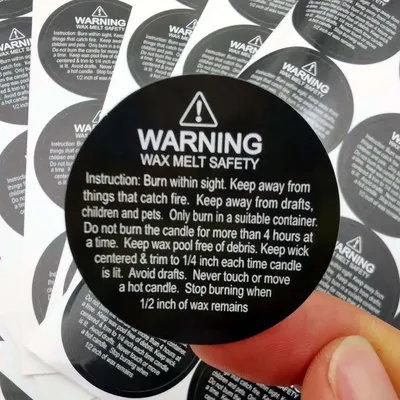 WARNING
WAX MELT SAFETY
Instruction: Burn within sight. Keep away from
things that catch fire. Keep away from drafts,
children and pets. Only burn in a suitable container.
Do not burn the candle for more than 4 hours at
a time. Keep wax pool free of debris. Keep wick
centered & trim to 1/4 inch each time candle
is lit. Avoid drafts. Never touch or move
a hot candle. Stop burning when
1/2 inch of wax remains